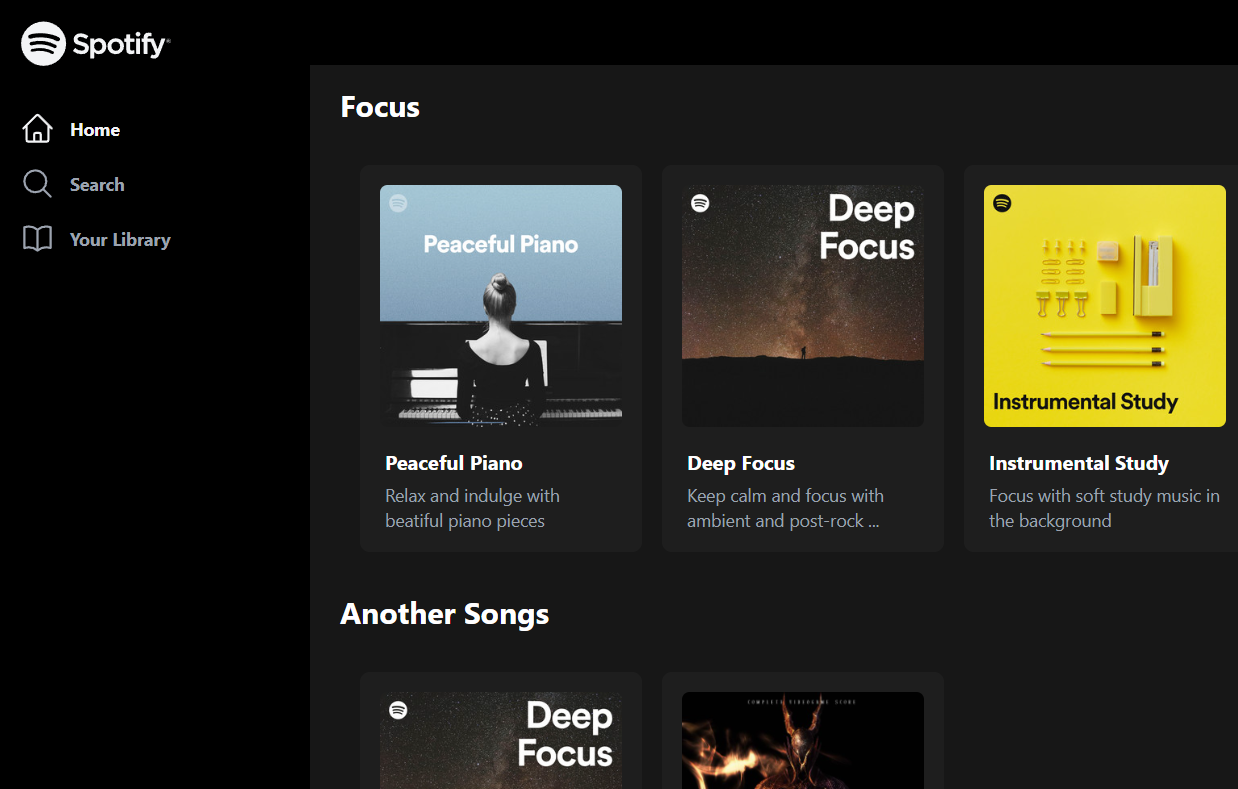 Spotify
Home
Search
Your Library
Focus
Peaceful Piano
Deep
Focus
Instrumental Study
Peaceful Piano
Relax and indulge with
beatiful piano pieces
Deep Focus
Keep calm and focus with
ambient and post-rock ...
Instrumental Study
Focus with soft study music in
the background
Another Songs
Deep
Focus
COMPLETE VIDEOGAME SCORE